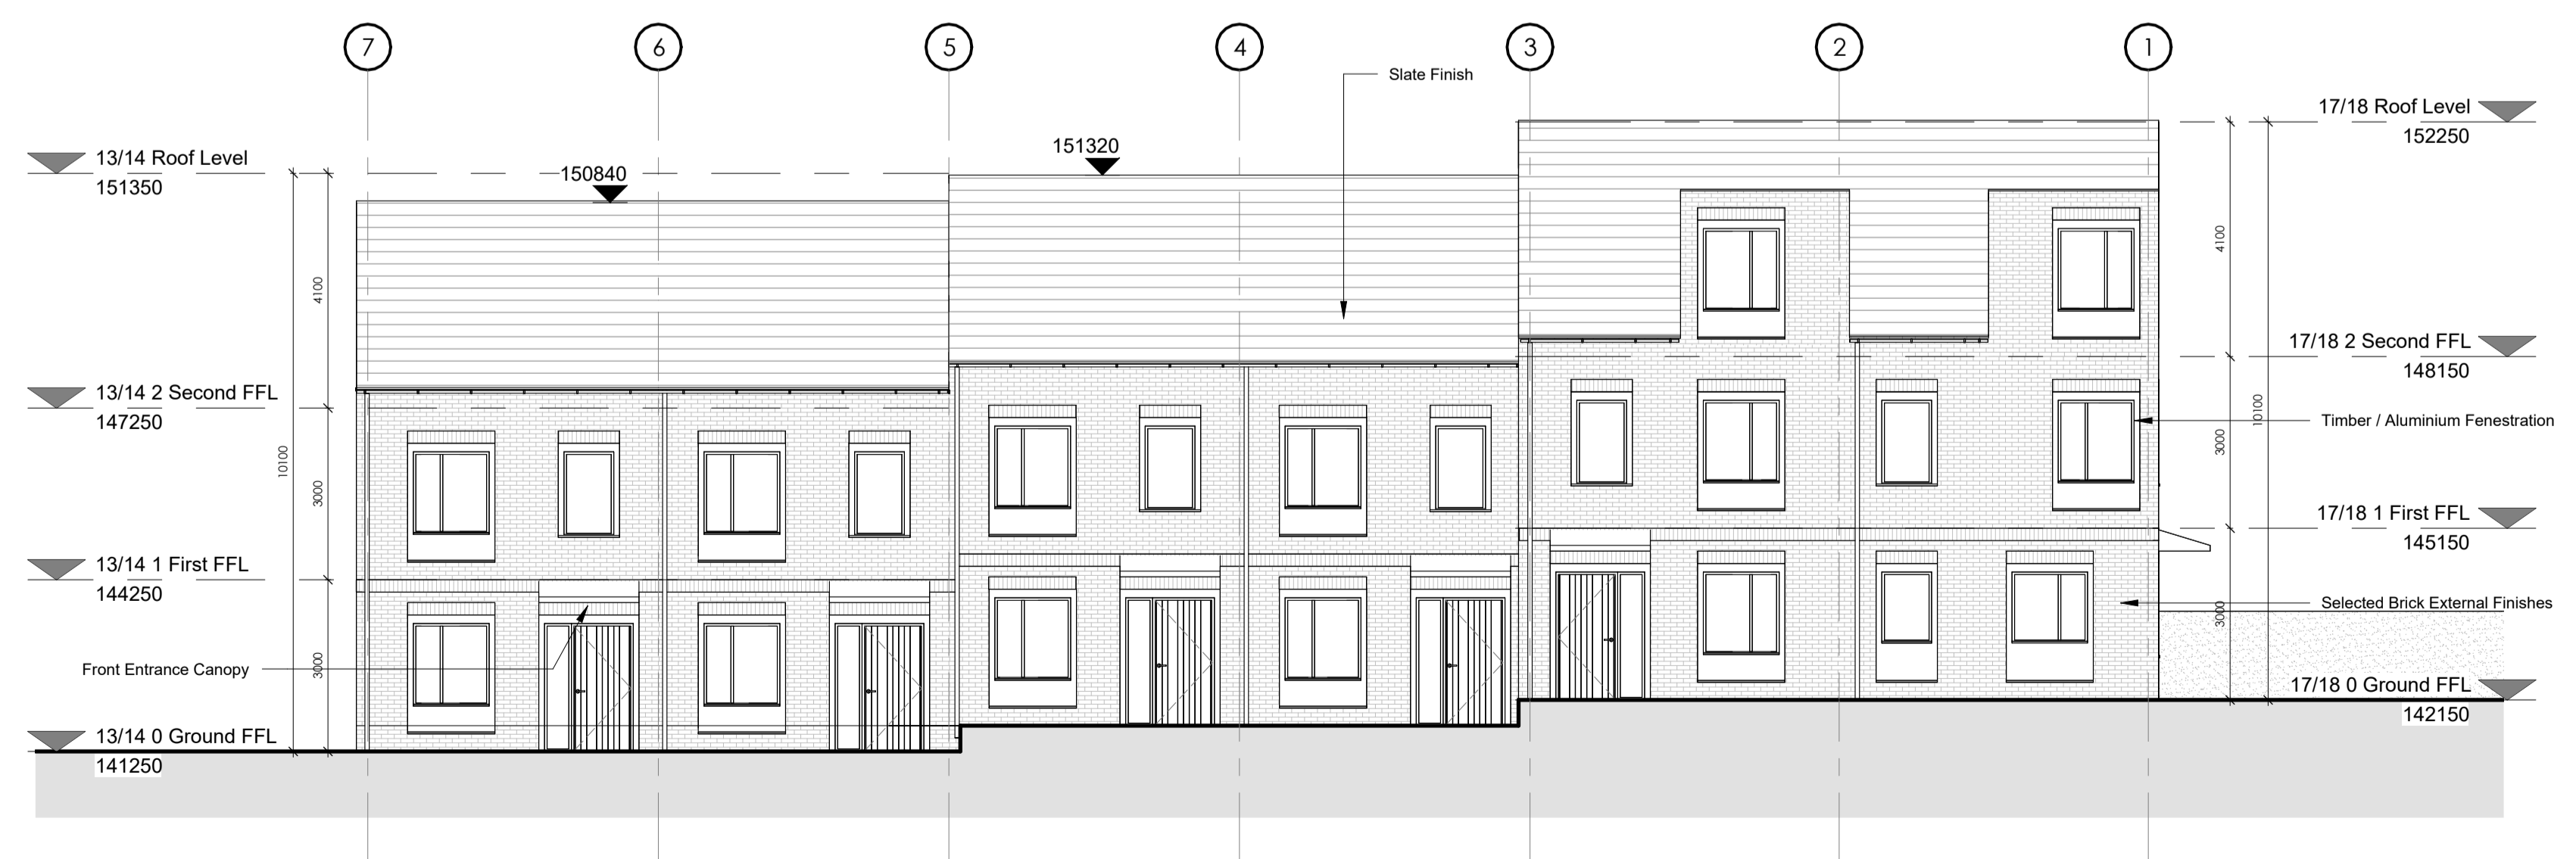 7
6
5
4
3
2
1
Slate Finish
17/18 Roof Level
152250
151320
13/14 Roof Level
151350
150840
4100
4100
17/18 2 Second FFL
148150
13/14 2 Second FFL
147250
10100
Timber / Aluminium Fenestration
3000
10100
3000
17/18 1 First FFL
145150
13/14 1 First FFL
144250
Selected Brick External Finishes
3000
Front Entrance Canopy
3000
17/18 0 Ground FFL
142150
13/14 0 Ground FFL
141250